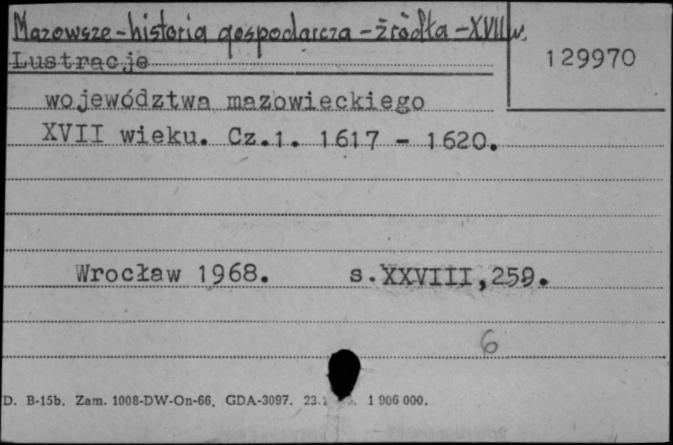 Mazowsze - historia gospodarcza - źródła - XVII w.
129970
Lustracje
województwa mazowieckiego
XVII wieku. Cz.1. 1617 - 1620.
Wrocław 1968. s.XXVIII,259.
6
D. B-15b. Zam. 1008-DW-On-66. GDA-3097. 1 906 000.